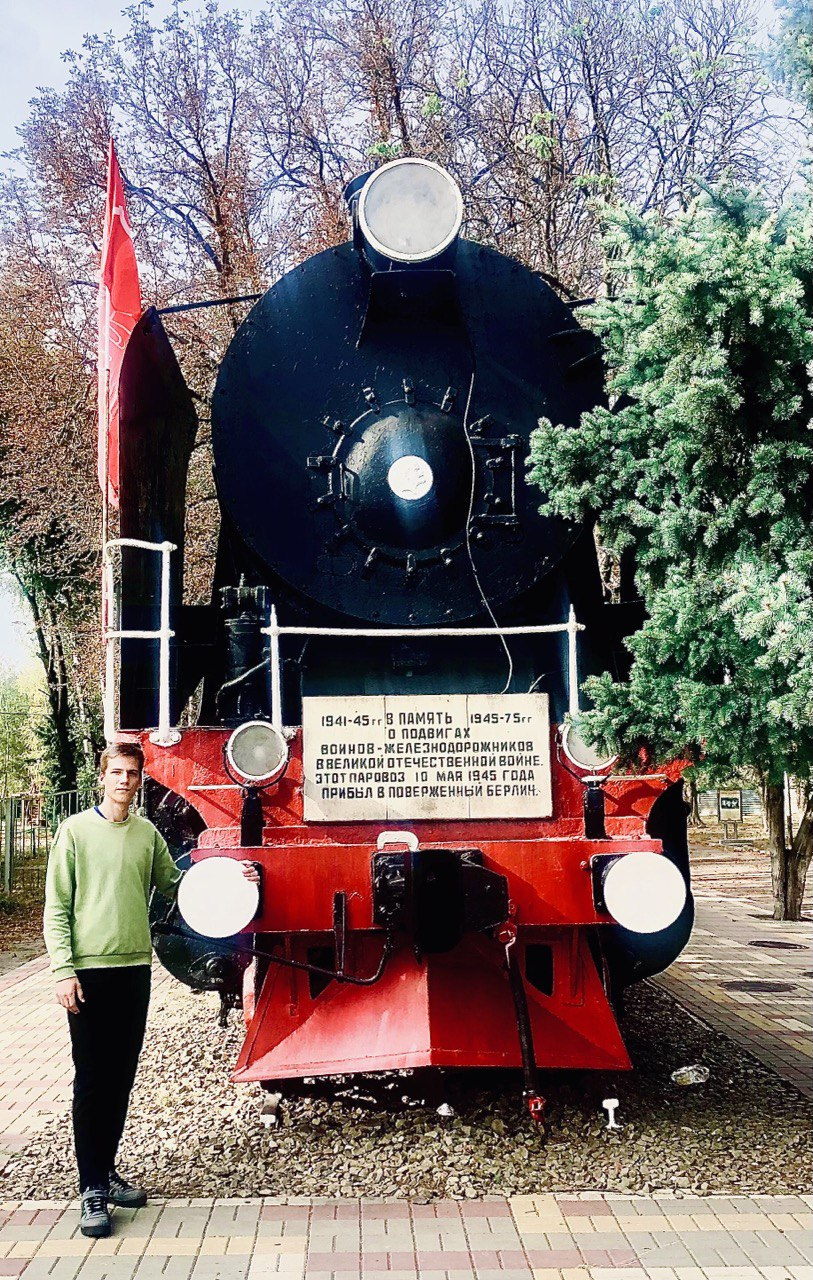 1941-45гг В ПАМЯТЬ 1945-75гг
О ПОДВИГАХ
ВОИНОВ-ЖЕЛЕЗНОДОРОЖНИКОВ
В ВЕЛИКОЙ ОТЕЧЕСТВЕННОЙ ВОЙНЕ.
ЭТОТ ПАРОВОЗ 10 МАЯ 1945 ГОДА
ПРИБЫЛ В ПОВЕРЖЕННЫЙ БЕРЛИН.